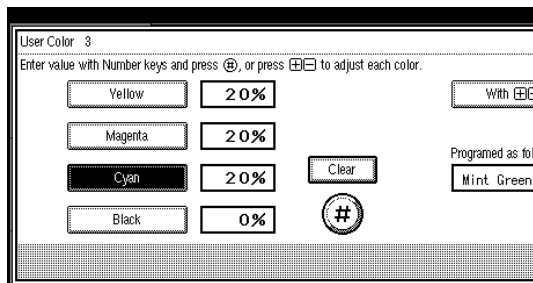 User Color 3
Enter value with Number keys and press #, or press + - to adjust each color.
Yellow 20% With +
Magenta 20%
Programed as fol
Cyan 20% Clear Mint Green
Black 0% #